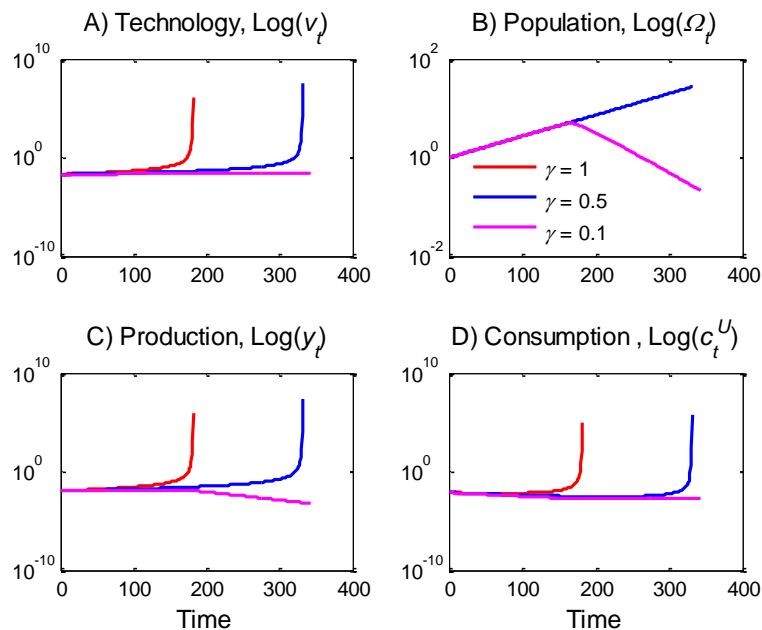 A) Technology, Log(v_t)
10^10
10^0
10^-10
0 100 200 300 400
B) Population, Log(Ω_t)
10^2
10^0
γ = 1
γ = 0.5
γ = 0.1
10^-2
0 100 200 300 400
C) Production, Log(y_t)
10^10
10^0
10^-10
0 100 200 300 400
Time
D) Consumption , Log(c_t^U)
10^10
10^0
10^-10
0 100 200 300 400
Time